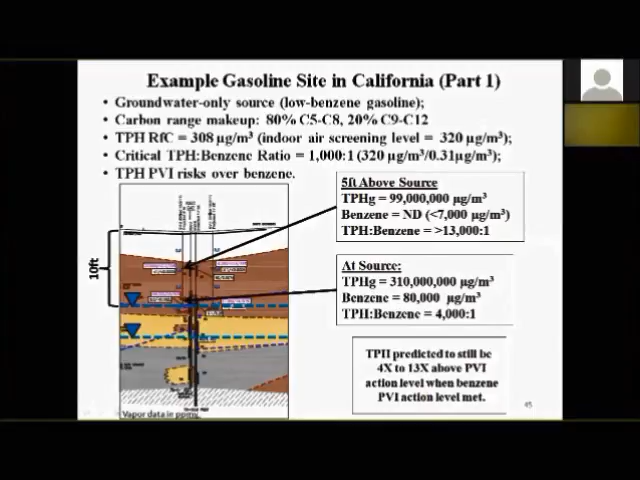 Example Gasoline Site in California (Part 1)
• Groundwater-only source (low-benzene gasoline);
• Carbon range makeup: 80% C5-C8, 20% C9-C12
• TPH RfC = 308 µg/m³ (indoor air screening level = 320 µg/m³);
• Critical TPH:Benzene Ratio = 1,000:1 (320 µg/m³/0.31µg/m³);
• TPH PVI risks over benzene.
5ft Above Source
TPHg = 99,000,000 µg/m³
Benzene = ND (<7,000 µg/m³)
TPH:Benzene = >13,000:1
10ft
At Source:
TPHg = 310,000,000 µg/m³
Benzene = 80,000 µg/m³
TPH:Benzene = 4,000:1
TPH predicted to still be
4X to 13X above PVI
action level when benzene
PVI action level met.
Vapor data in ppmv
45